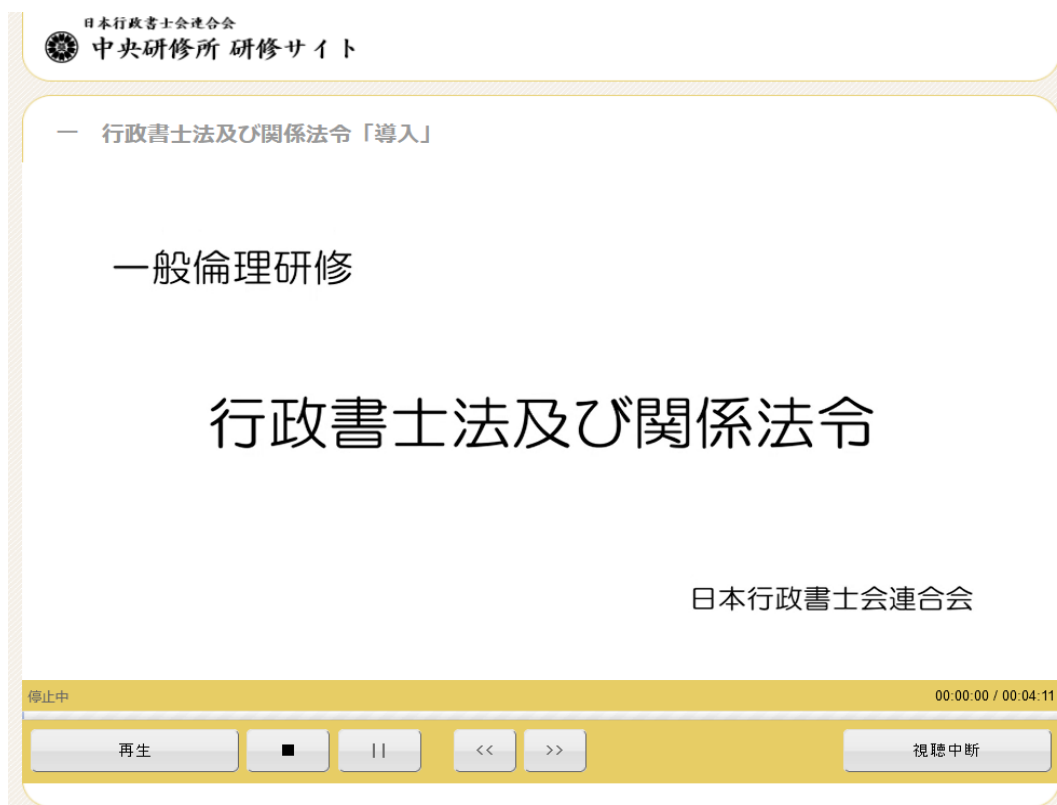 日本行政書士会連合会
中央研修所 研修サイト
一 行政書士法及び関係法令「導入」
一般倫理研修
行政書士法及び関係法令
日本行政書士会連合会
停止中 00:00:00 / 00:04:11
再生 ■ || << >> 視聴中断